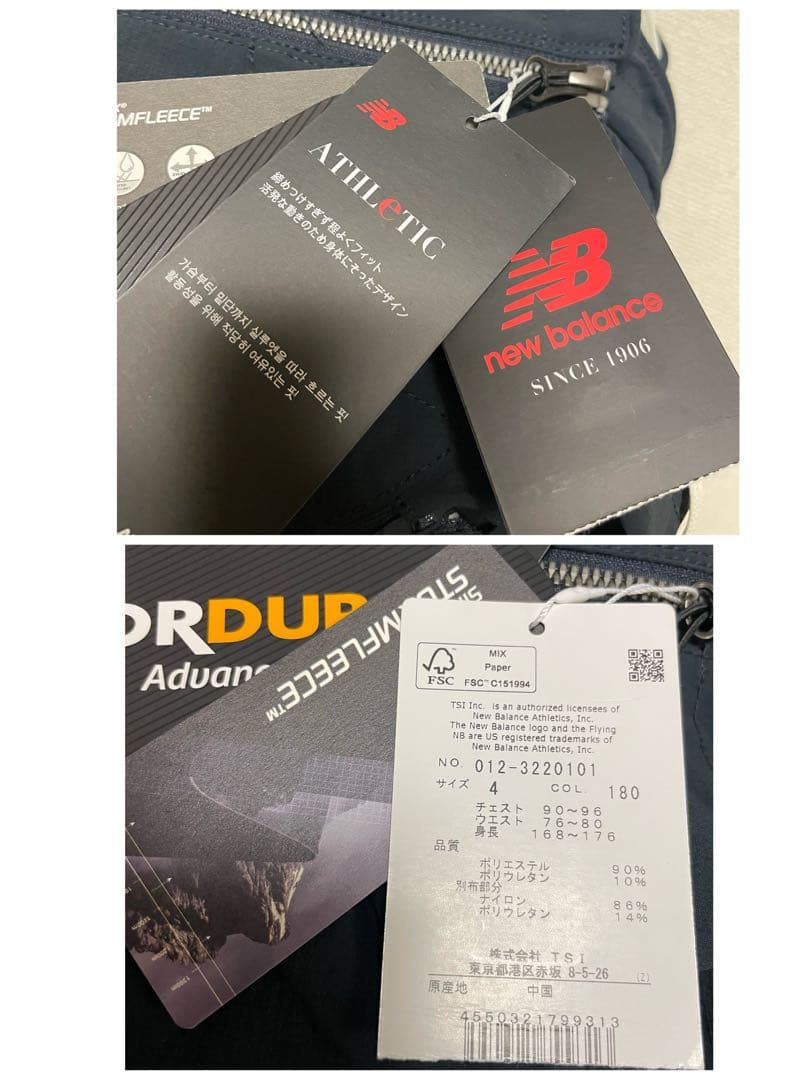 MFLEECE™
NB
ATHLeTIC
締めつけすぎず程よくフィット
活発な動きのため身体にそったデザイン
가슴부터 밑단까지 실루엣을 따라 흐르는 핏
활동성을 위해 적당히 여유있는 핏
NB
new balance
SINCE 1906
ORDUR
Advanc
STORMFLEECE™
FSC
MIX
Paper
FSC™ C151994
TSI Inc. is an authorized licensees of
New Balance Athletics, Inc.
The New Balance logo and the Flying
NB are US registered trademarks of
New Balance Athletics, Inc.
NO. 012-3220101
サイズ 4 COL. 180
チェスト 90～96
ウエスト 76～80
身長 168～176
品質
ポリエステル 90%
ポリウレタン 10%
別布部分
ナイロン 86%
ポリウレタン 14%
株式会社 TSI
東京都港区赤坂 8-5-26 (Z)
原産地 中国
4550321799313